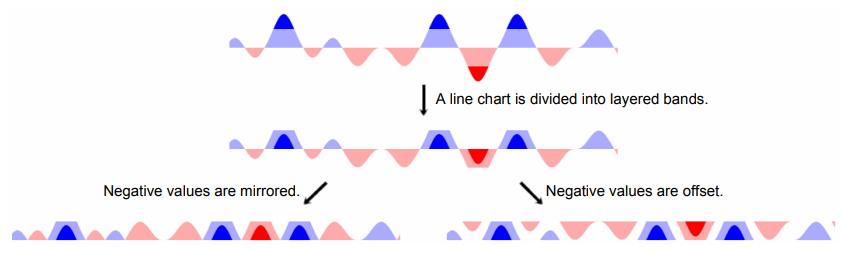 A line chart is divided into layered bands.
Negative values are mirrored.
Negative values are offset.